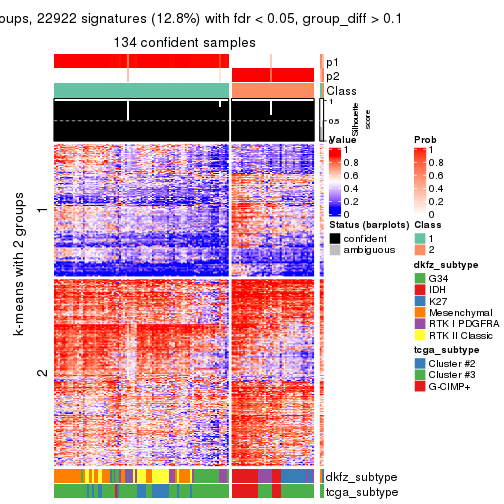 oups, 22922 signatures (12.8%) with fdr < 0.05, group_diff > 0.1
134 confident samples
p1
p2
Class
1
0.5
0
Silhouette
score
k-means with 2 groups
1
2
Value
1
0.8
0.6
0.4
0.2
0
Prob
1
0.8
0.6
0.4
0.2
0
Status (barplots)
confident
ambiguous
Class
1
2
dkfz_subtype
G34
IDH
K27
Mesenchymal
RTK I PDGFRA
RTK II Classic
tcga_subtype
Cluster #2
Cluster #3
G-CIMP+
dkfz_subtype
tcga_subtype